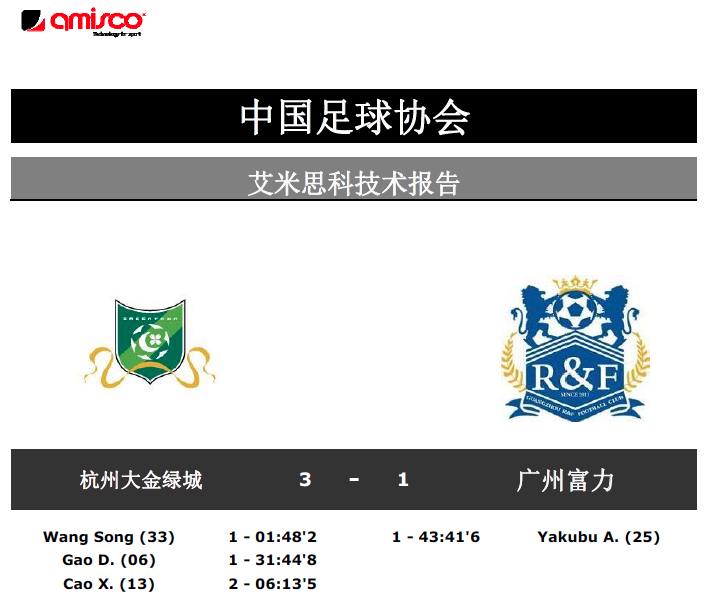 amisco
Technology for sport
中国足球协会
艾米思科技术报告
GREENTOWN
R&F
SINCE 2011
GUANGZHOU R&F FOOTBALL CLUB
杭州大金绿城 3 - 1 广州富力
Wang Song (33) 1 - 01:48'2 1 - 43:41'6 Yakubu A. (25)
Gao D. (06) 1 - 31:44'8
Cao X. (13) 2 - 06:13'5